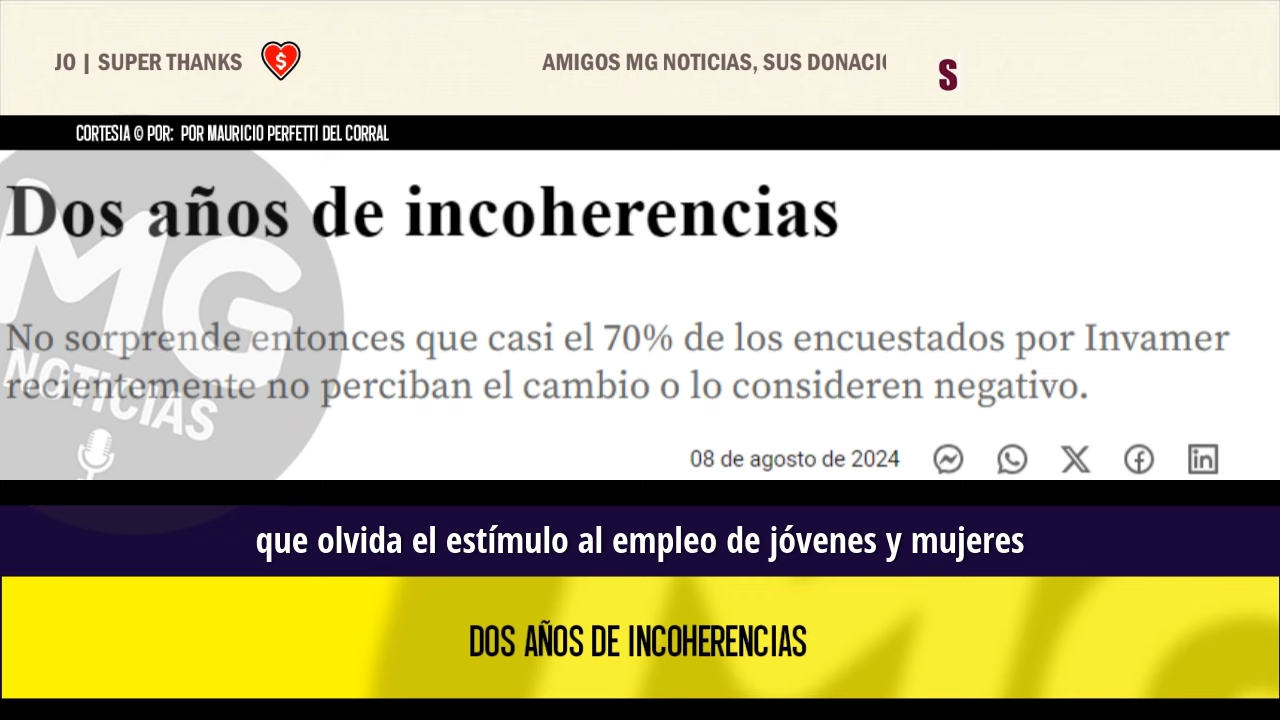 JO | SUPER THANKS $ AMIGOS MG NOTICIAS, SUS DONACI S
CORTESIA © POR: POR MAURICIO PERFETTI DEL CORRAL
Dos años de incoherencias
MG
NOTICIAS
No sorprende entonces que casi el 70% de los encuestados por Invamer
recientemente no perciban el cambio o lo consideren negativo.
08 de agosto de 2024
que olvida el estímulo al empleo de jóvenes y mujeres
DOS AÑOS DE INCOHERENCIAS